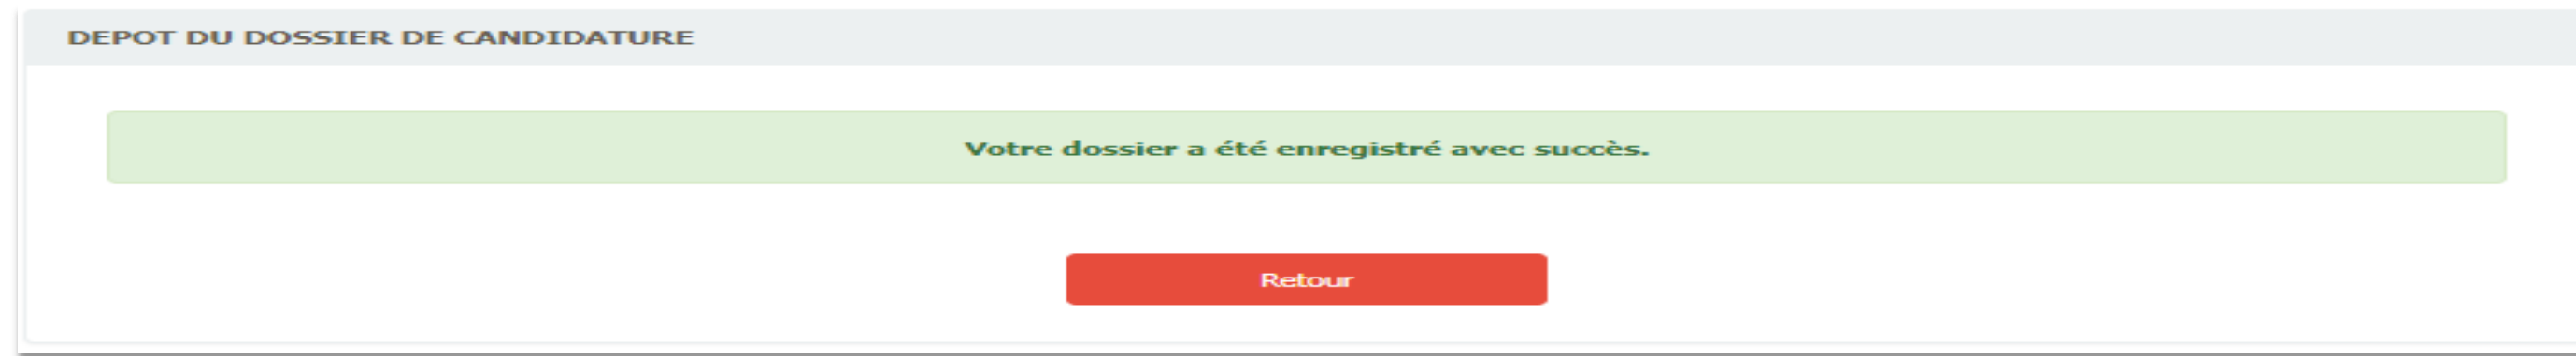 DEPOT DU DOSSIER DE CANDIDATURE
Votre dossier a été enregistré avec succès.
Retour